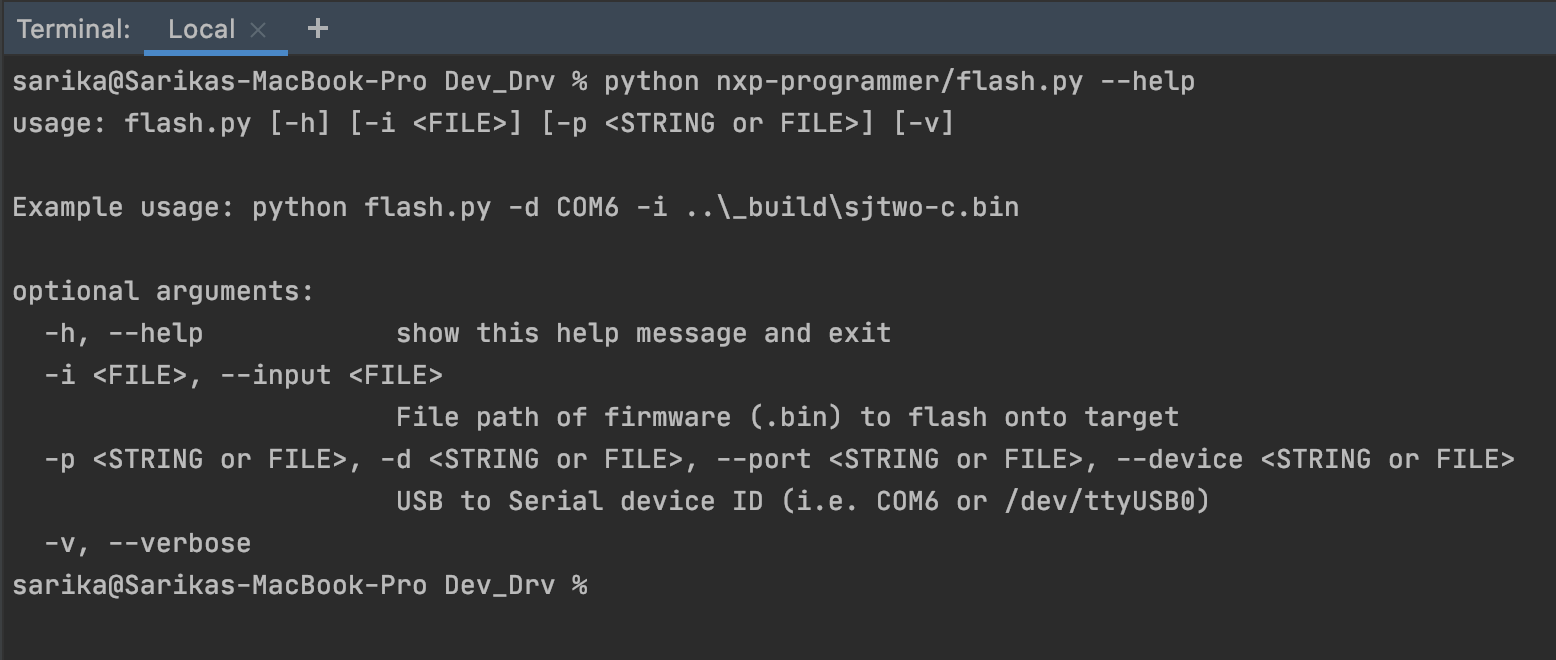 Terminal: Local × +
sarika@Sarikas-MacBook-Pro Dev_Drv % python nxp-programmer/flash.py --help
usage: flash.py [-h] [-i <FILE>] [-p <STRING or FILE>] [-v]
Example usage: python flash.py -d COM6 -i ..\_build\sjtwo-c.bin
optional arguments:
-h, --help show this help message and exit
-i <FILE>, --input <FILE>
File path of firmware (.bin) to flash onto target
-p <STRING or FILE>, -d <STRING or FILE>, --port <STRING or FILE>, --device <STRING or FILE>
USB to Serial device ID (i.e. COM6 or /dev/ttyUSB0)
-v, --verbose
sarika@Sarikas-MacBook-Pro Dev_Drv %